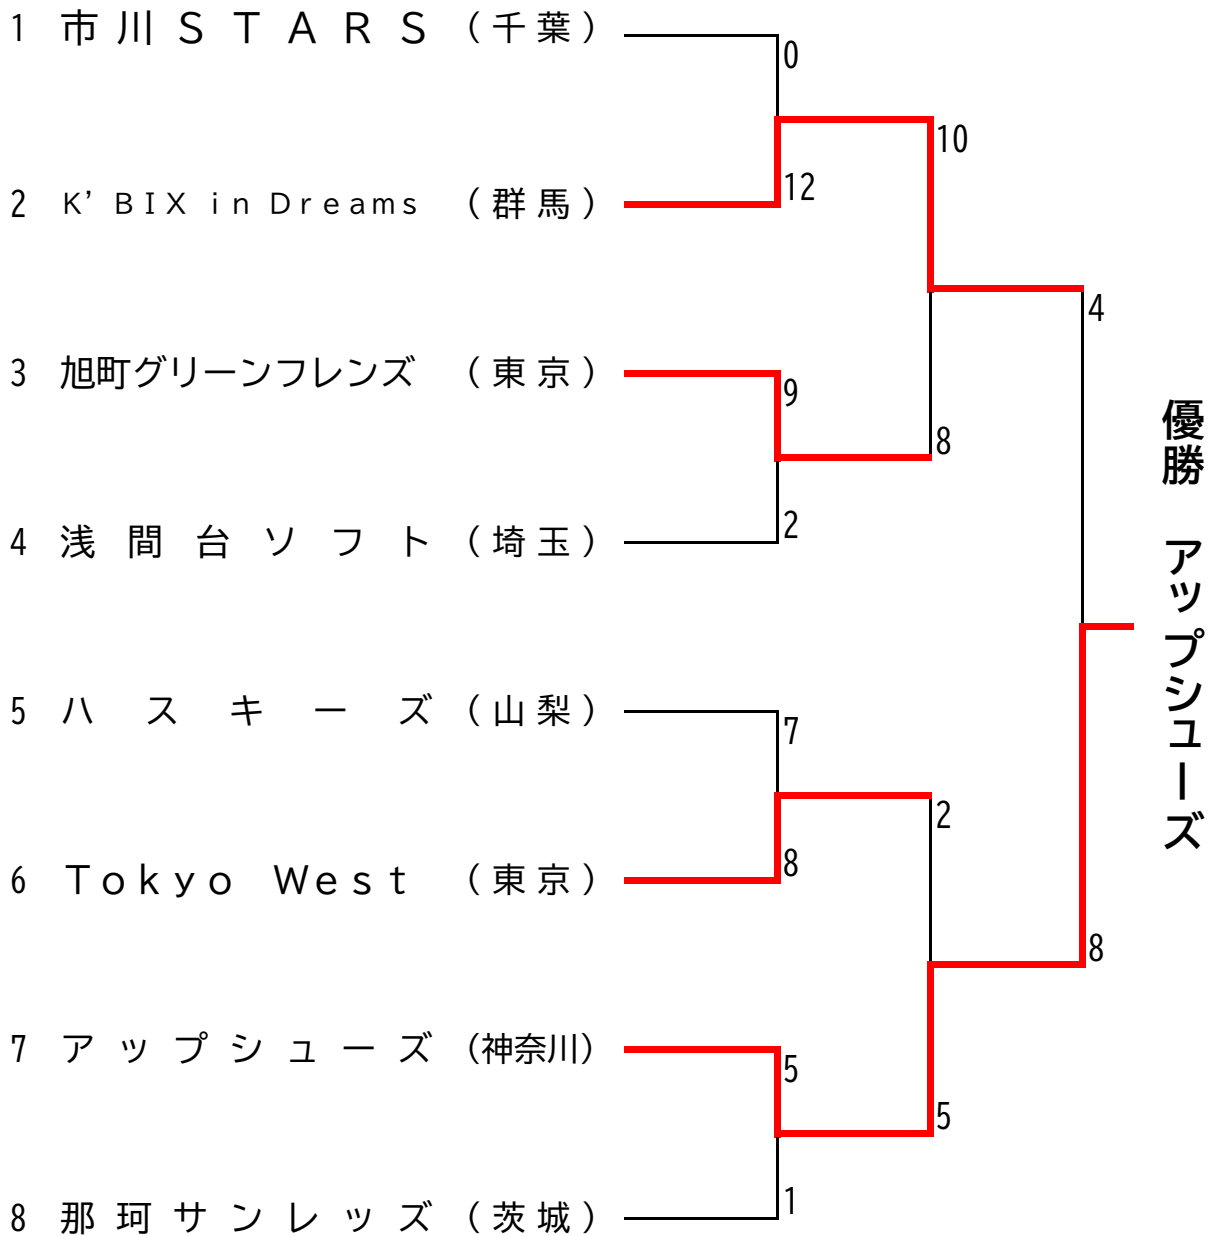 1 市川STARS (千葉)
0
10
2 K’BIX in Dreams (群馬)
12
4
3 旭町グリーンフレンズ (東京)
9
8
4 浅間台ソフト (埼玉)
2
優勝 アップシューズ
5 ハスキーズ (山梨)
7
2
6 Tokyo West (東京)
8
8
7 アップシューズ (神奈川)
5
5
8 那珂サンレッズ (茨城)
1